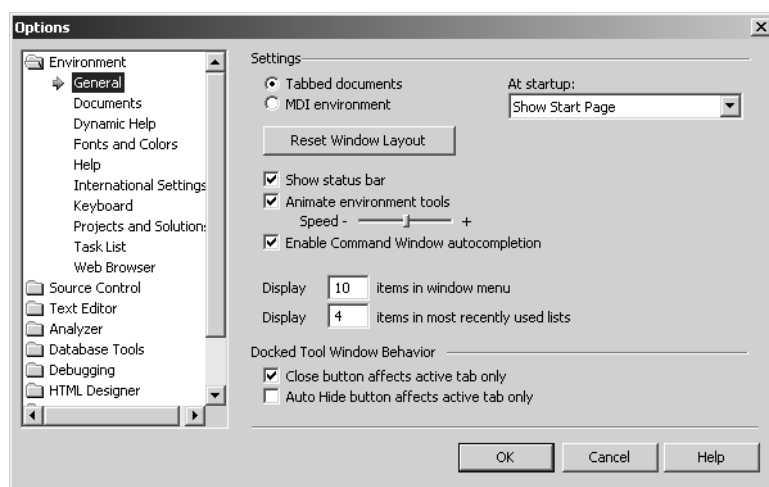 Options
Environment
General
Documents
Dynamic Help
Fonts and Colors
Help
International Settings
Keyboard
Projects and Solution
Task List
Web Browser
Source Control
Text Editor
Analyzer
Database Tools
Debugging
HTML Designer
Settings
Tabbed documents
MDI environment
At startup:
Show Start Page
Reset Window Layout
Show status bar
Animate environment tools
Speed - +
Enable Command Window autocompletion
Display 10 items in window menu
Display 4 items in most recently used lists
Docked Tool Window Behavior
Close button affects active tab only
Auto Hide button affects active tab only
OK Cancel Help